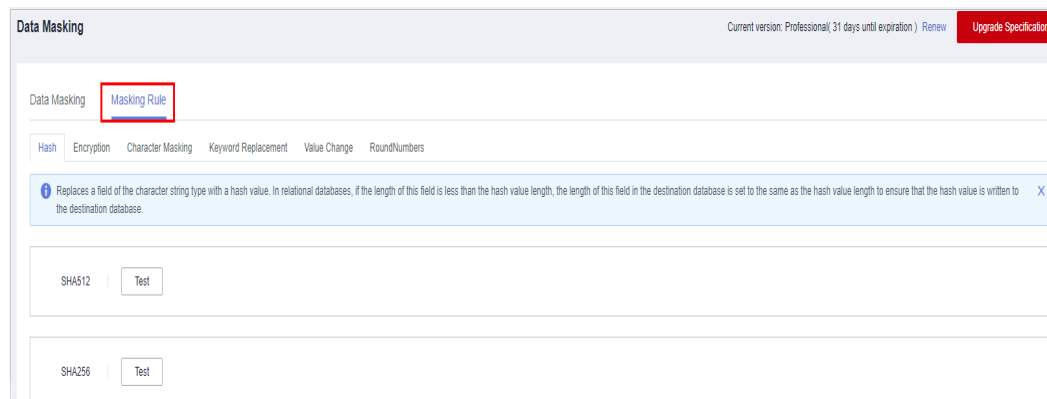 Data Masking
Current version: Professional( 31 days until expiration ) Renew
Upgrade Specification
Data Masking Masking Rule
Hash Encryption Character Masking Keyword Replacement Value Change RoundNumbers
Replaces a field of the character string type with a hash value. In relational databases, if the length of this field is less than the hash value length, the length of this field in the destination database is set to the same as the hash value length to ensure that the hash value is written to X
the destination database.
SHA512 Test
SHA256 Test